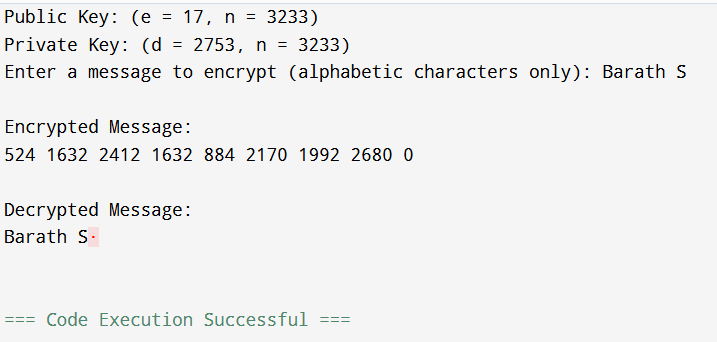 Public Key: (e = 17, n = 3233)
Private Key: (d = 2753, n = 3233)
Enter a message to encrypt (alphabetic characters only): Barath S
Encrypted Message:
524 1632 2412 1632 884 2170 1992 2680 0
Decrypted Message:
Barath S·
=== Code Execution Successful ===